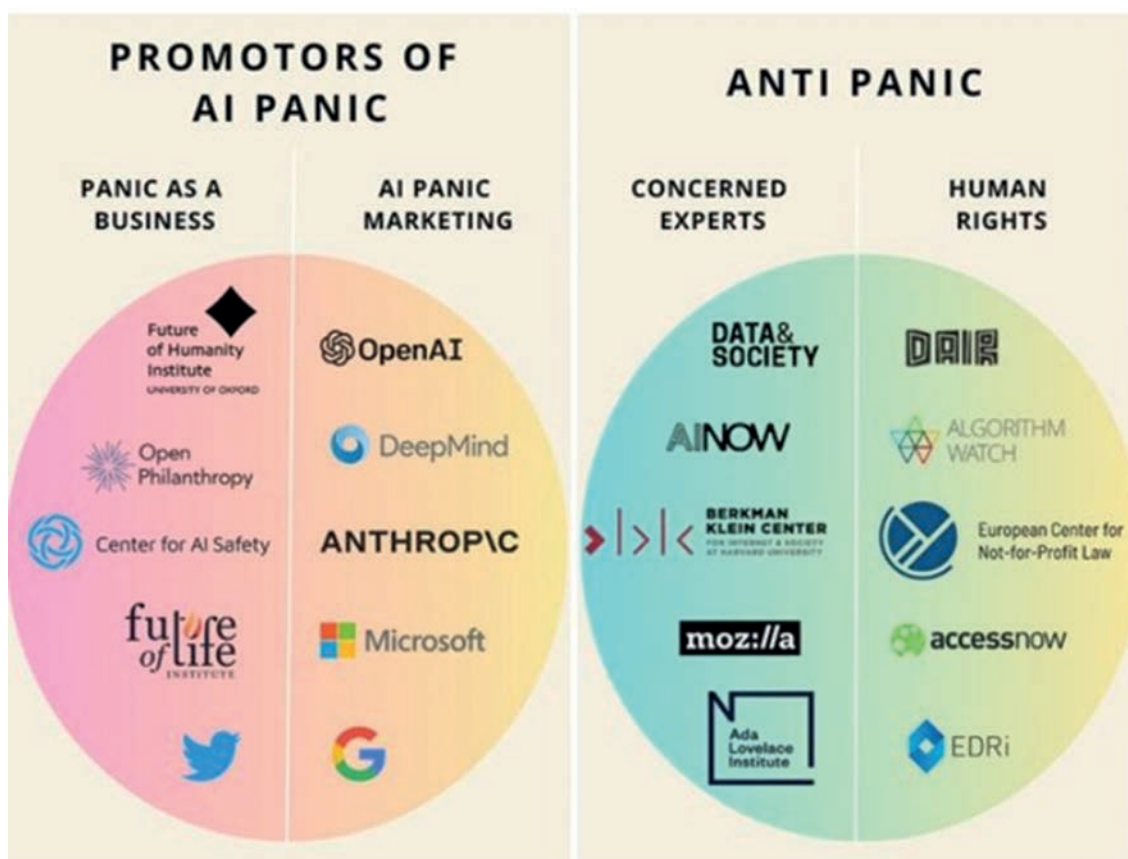 PROMOTORS OF
AI PANIC
PANIC AS A
BUSINESS
AI PANIC
MARKETING
Future
of Humanity
Institute
UNIVERSITY OF OXFORD
Open
Philanthropy
Center for AI Safety
future
of life
INSTITUTE
OpenAI
DeepMind
ANTHROP\C
Microsoft
G
ANTI PANIC
CONCERNED
EXPERTS
HUMAN
RIGHTS
DATA&
SOCIETY
AINOW
BERKMAN
KLEIN CENTER
FOR INTERNET & SOCIETY
AT HARVARD UNIVERSITY
moz://a
Ada
Lovelace
Institute
DAIR
ALGORITHM
WATCH
European Center for
Not-for-Profit Law
accessnow
EDRi